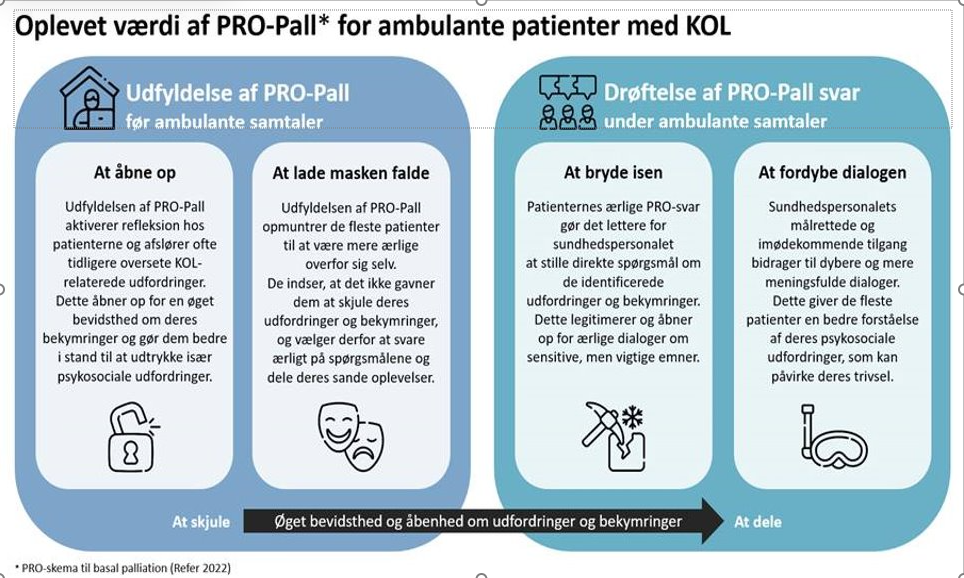 Oplevet værdi af PRO-Pall* for ambulante patienter med KOL
Udfyldelse af PRO-Pall
før ambulante samtaler
At åbne op
Udfyldelsen af PRO-Pall
aktiverer refleksion hos
patienterne og afslører ofte
tidligere oversete KOL-
relaterede udfordringer.
Dette åbner op for en øget
bevidsthed om deres
bekymringer og gør dem bedre
i stand til at udtrykke især
psykosociale udfordringer.
At lade masken falde
Udfyldelsen af PRO-Pall
opmuntrer de fleste patienter
til at være mere ærlige
overfor sig selv.
De indser, at det ikke gavner
dem at skjule deres
udfordringer og bekymringer,
og vælger derfor at svare
ærligt på spørgsmålene og
dele deres sande oplevelser.
Drøftelse af PRO-Pall svar
under ambulante samtaler
At bryde isen
Patienternes ærlige PRO-svar
gør det lettere for
sundhedspersonalet
at stille direkte spørgsmål om
de identificerede
udfordringer og bekymringer.
Dette legitimerer og åbner
op for ærlige dialoger om
sensitive, men vigtige emner.
At fordybe dialogen
Sundhedspersonalets
målrettede og
imødekommende tilgang
bidrager til dybere og mere
meningsfulde dialoger.
Dette giver de fleste
patienter en bedre forståelse
af deres psykosociale
udfordringer, som kan
påvirke deres trivsel.
At skjule
Øget bevidsthed og åbenhed om udfordringer og bekymringer
At dele
* PRO-skema til basal palliation (Refer 2022)